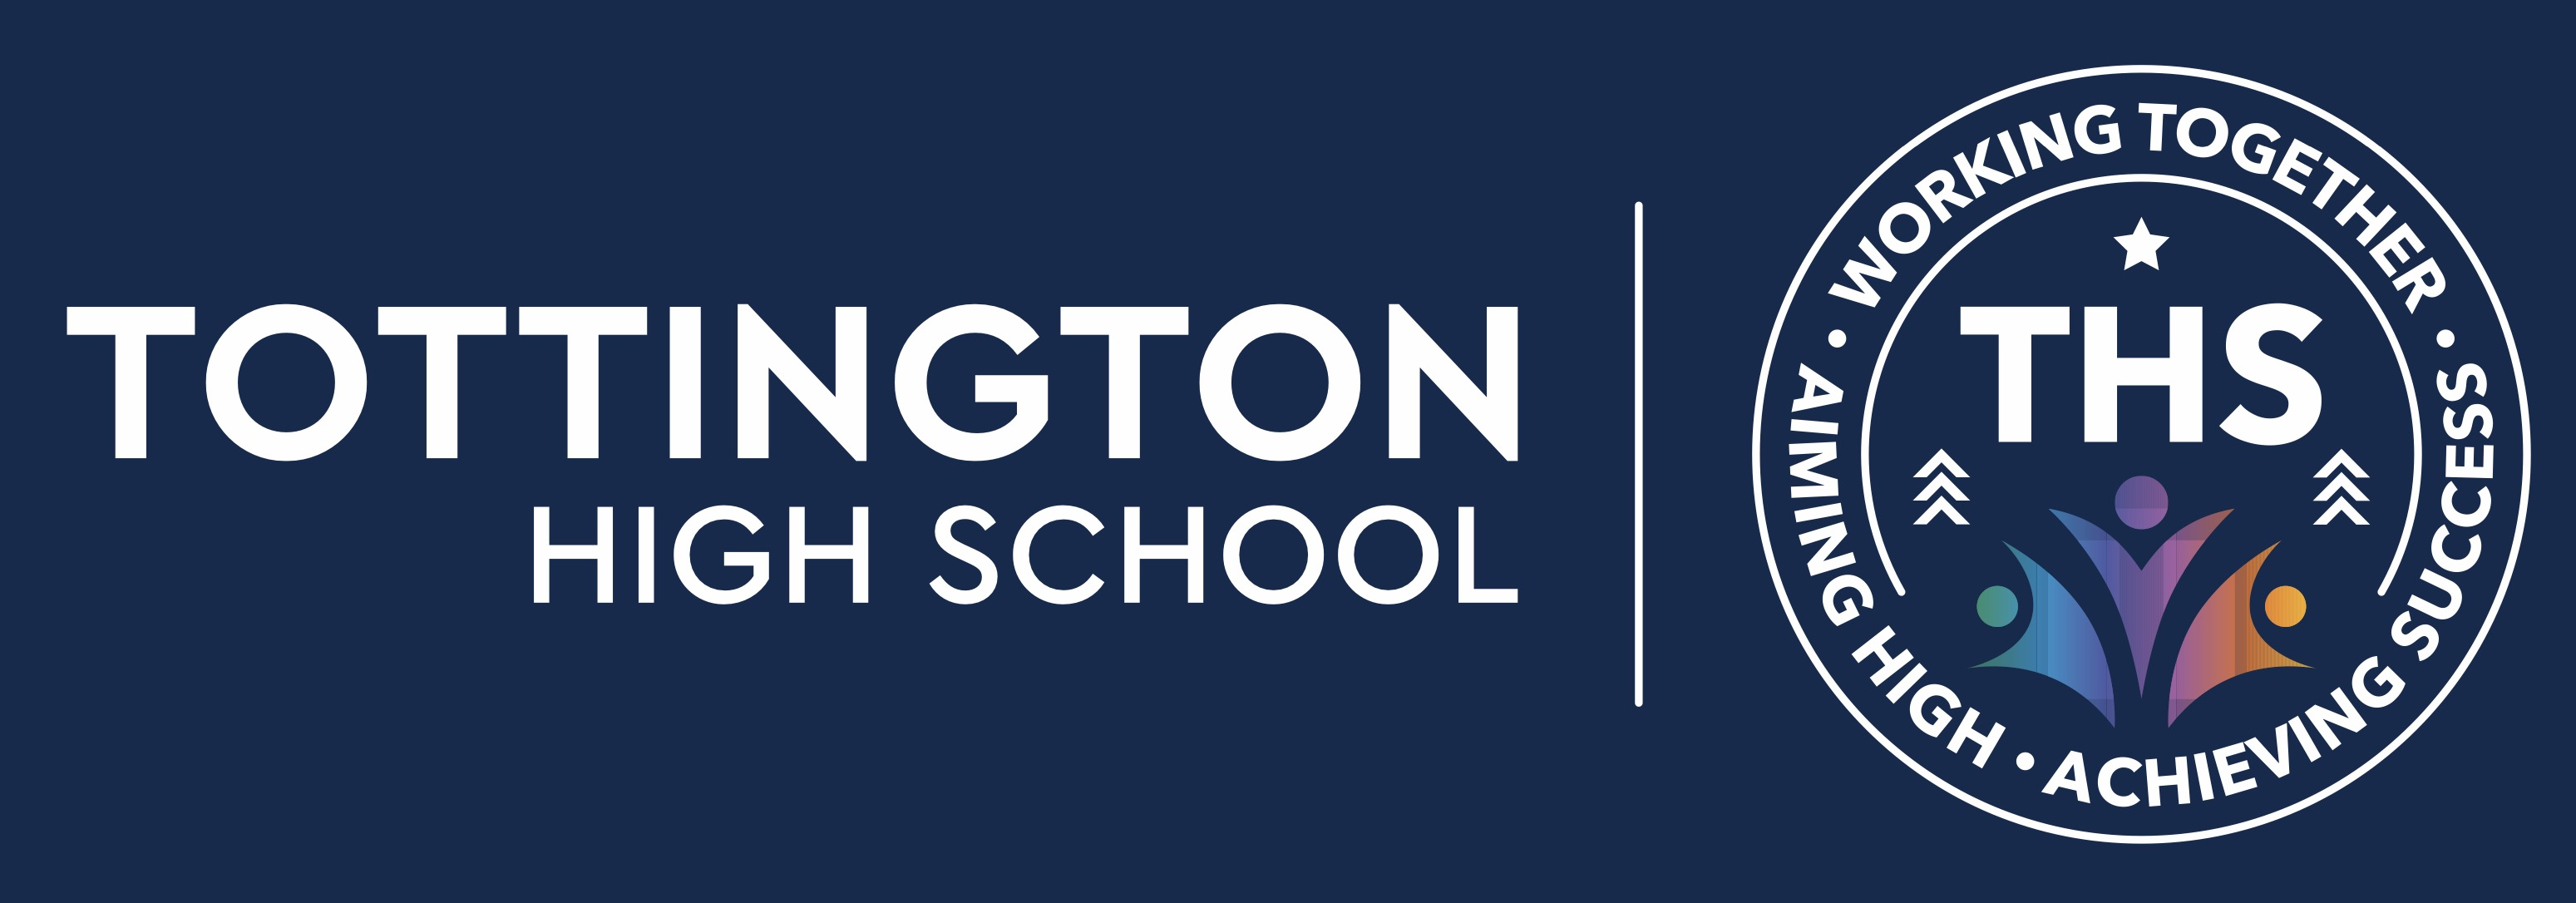 TOTTINGTON
HIGH SCHOOL
• WORKING TOGETHER •
THS
AIMING HIGH • ACHIEVING SUCCESS